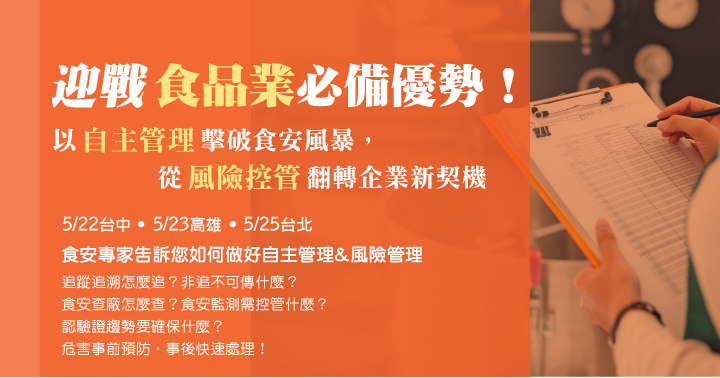 迎戰食品業必備優勢！
以自主管理擊破食安風暴，
從風險控管翻轉企業新契機
5/22台中 • 5/23高雄 • 5/25台北
食安專家告訴您如何做好自主管理&風險管理
追蹤追溯怎麼追？非追不可傳什麼？
食安查廠怎麼查？食安監測需控管什麼？
認驗證趨勢要確保什麼？
危害事前預防，事後快速處理！